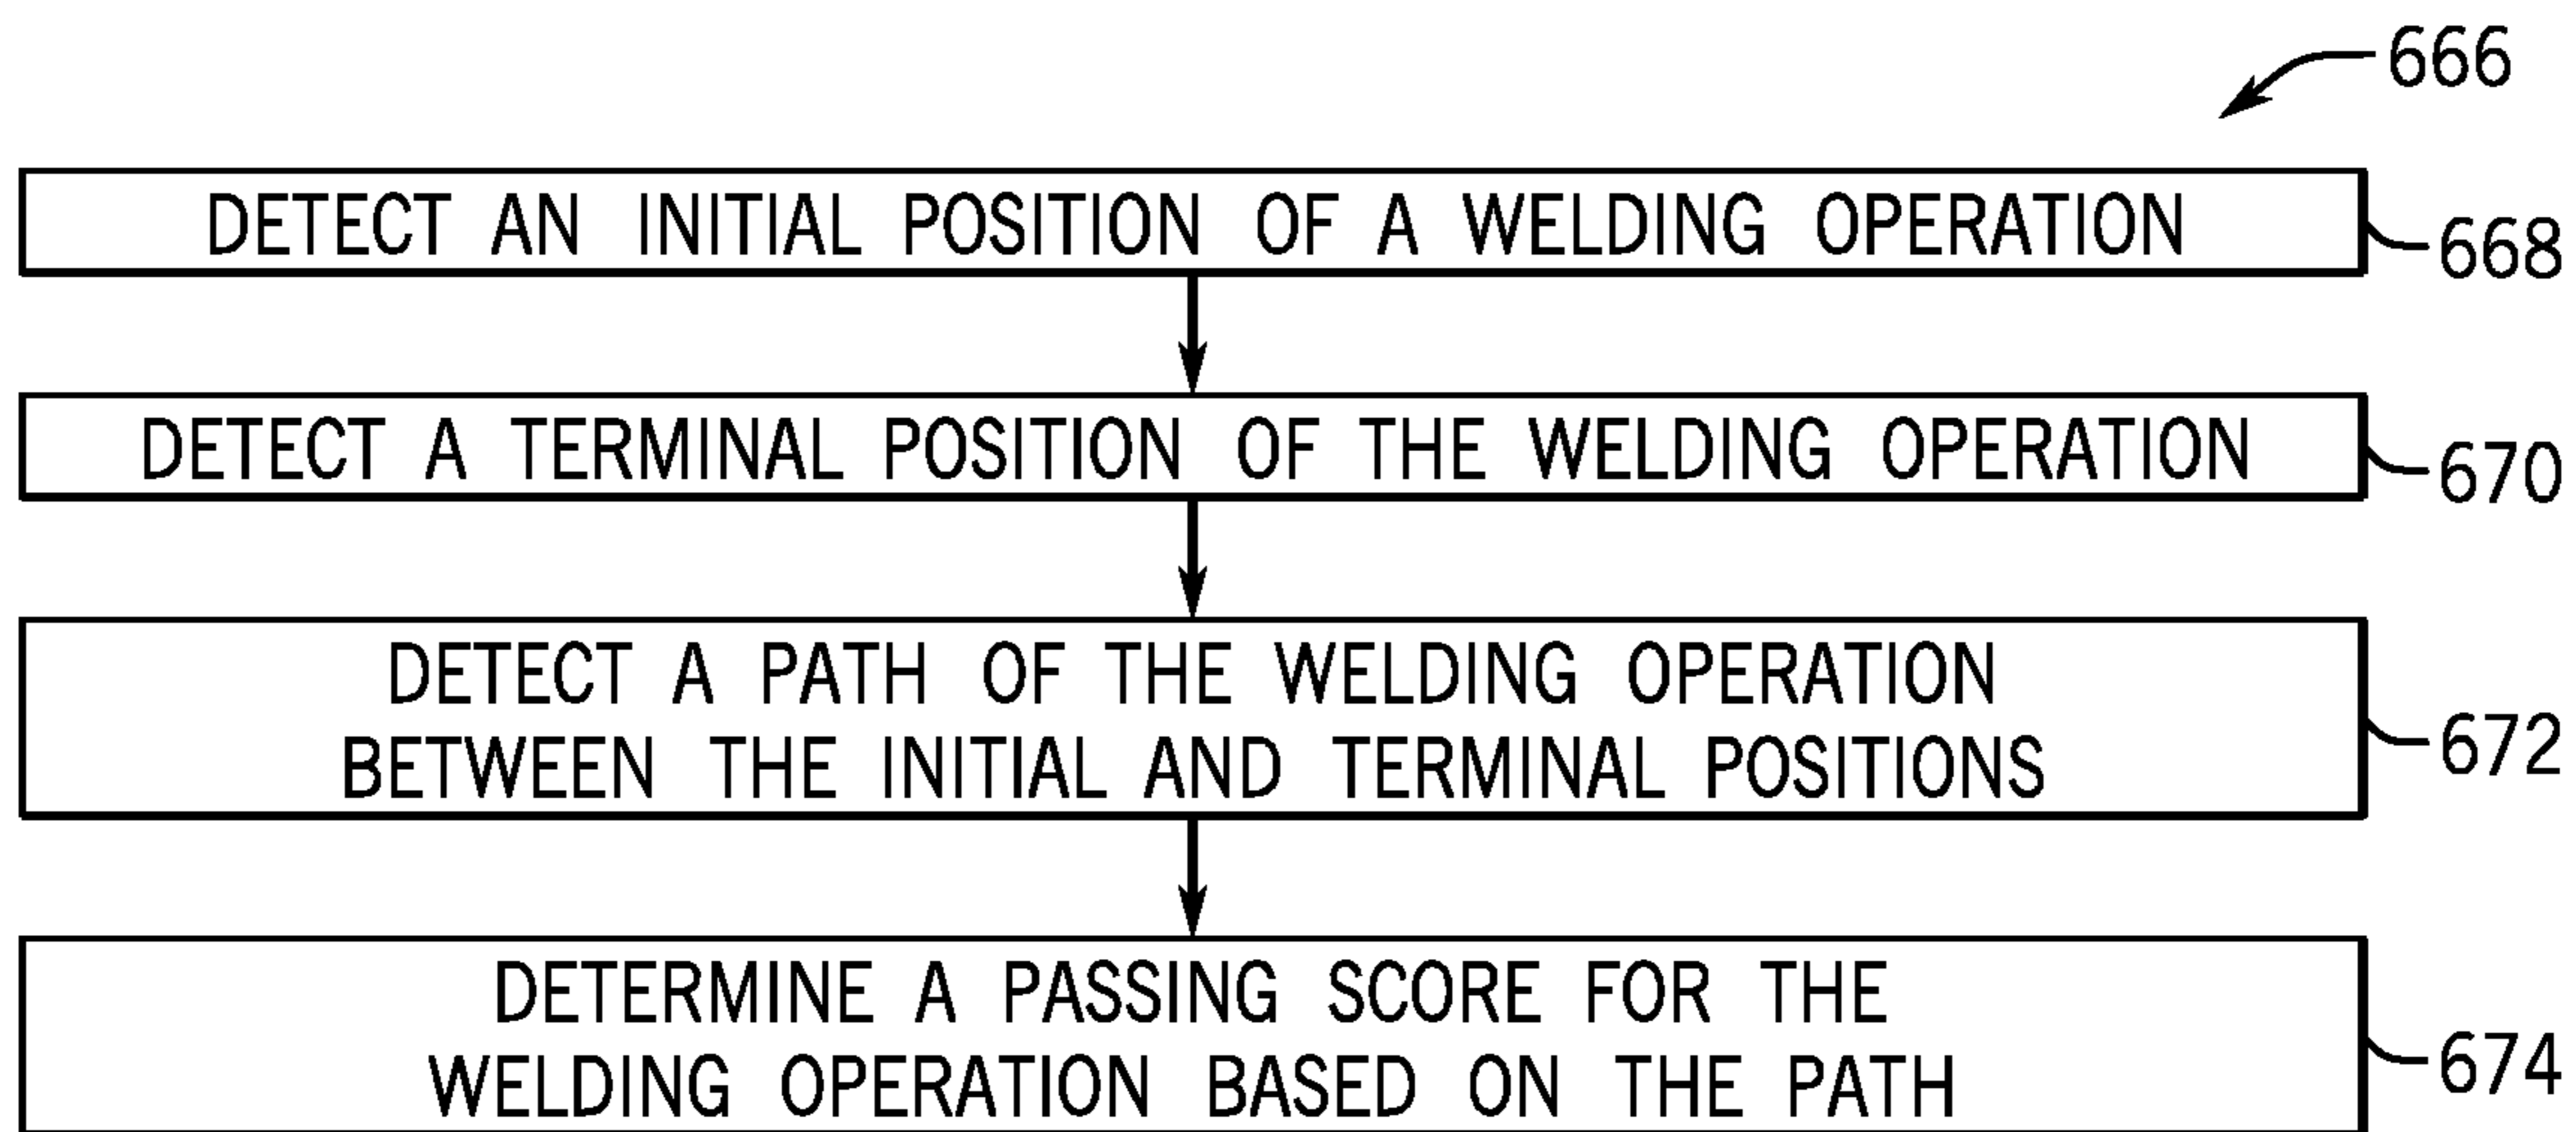 666
DETECT AN INITIAL POSITION OF A WELDING OPERATION
668
DETECT A TERMINAL POSITION OF THE WELDING OPERATION
670
DETECT A PATH OF THE WELDING OPERATION
BETWEEN THE INITIAL AND TERMINAL POSITIONS
672
DETERMINE A PASSING SCORE FOR THE
WELDING OPERATION BASED ON THE PATH
674